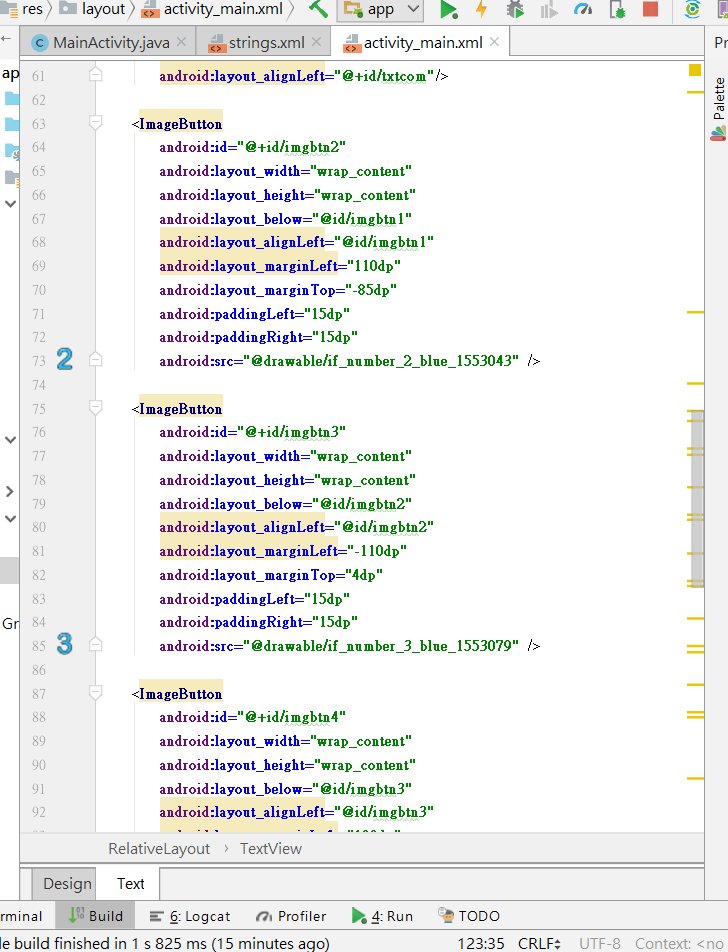 res layout activity_main.xml app
MainActivity.java strings.xml activity_main.xml Pr
ap
Palette
61 android:layout_alignLeft="@+id/txtcom"/>
62
63 <ImageButton
64 android:id="@+id/imgbtn2"
65 android:layout_width="wrap_content"
66 android:layout_height="wrap_content"
67 android:layout_below="@id/imgbtn1"
68 android:layout_alignLeft="@id/imgbtn1"
69 android:layout_marginLeft="110dp"
70 android:layout_marginTop="-85dp"
71 android:paddingLeft="15dp"
72 android:paddingRight="15dp"
73 2 android:src="@drawable/if_number_2_blue_1553043" />
74
75 <ImageButton
76 android:id="@+id/imgbtn3"
77 android:layout_width="wrap_content"
78 android:layout_height="wrap_content"
79 android:layout_below="@id/imgbtn2"
80 android:layout_alignLeft="@id/imgbtn2"
81 android:layout_marginLeft="-110dp"
82 android:layout_marginTop="4dp"
83 android:paddingLeft="15dp"
Gr
84 android:paddingRight="15dp"
85 3 android:src="@drawable/if_number_3_blue_1553079" />
86
87 <ImageButton
88 android:id="@+id/imgbtn4"
89 android:layout_width="wrap_content"
90 android:layout_height="wrap_content"
91 android:layout_below="@id/imgbtn3"
92 android:layout_alignLeft="@id/imgbtn3"
RelativeLayout › TextView
Design Text
rminal Build 6: Logcat Profiler 4: Run TODO
le build finished in 1 s 825 ms (15 minutes ago) 123:35 CRLF UTF-8 Context: <no